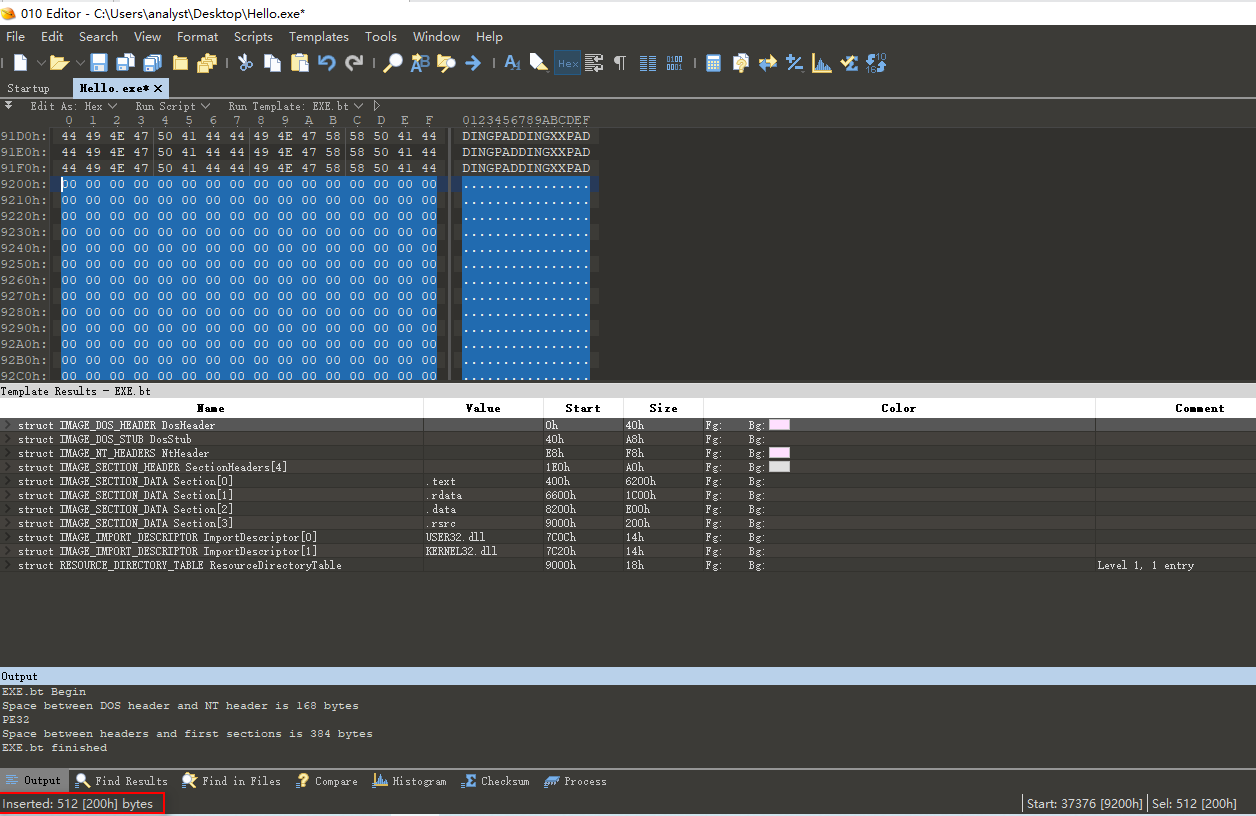 010 Editor - C:\Users\analyst\Desktop\Hello.exe*
File Edit Search View Format Scripts Templates Tools Window Help
Hex
Startup Hello.exe*
Edit As: Hex Run Script Run Template: EXE.bt
0 1 2 3 4 5 6 7 8 9 A B C D E F 0123456789ABCDEF
91D0h: 44 49 4E 47 50 41 44 44 49 4E 47 58 58 50 41 44 DINGPADDINGXXPAD
91E0h: 44 49 4E 47 50 41 44 44 49 4E 47 58 58 50 41 44 DINGPADDINGXXPAD
91F0h: 44 49 4E 47 50 41 44 44 49 4E 47 58 58 50 41 44 DINGPADDINGXXPAD
9200h: 00 00 00 00 00 00 00 00 00 00 00 00 00 00 00 00 ................
9210h: 00 00 00 00 00 00 00 00 00 00 00 00 00 00 00 00 ................
9220h: 00 00 00 00 00 00 00 00 00 00 00 00 00 00 00 00 ................
9230h: 00 00 00 00 00 00 00 00 00 00 00 00 00 00 00 00 ................
9240h: 00 00 00 00 00 00 00 00 00 00 00 00 00 00 00 00 ................
9250h: 00 00 00 00 00 00 00 00 00 00 00 00 00 00 00 00 ................
9260h: 00 00 00 00 00 00 00 00 00 00 00 00 00 00 00 00 ................
9270h: 00 00 00 00 00 00 00 00 00 00 00 00 00 00 00 00 ................
9280h: 00 00 00 00 00 00 00 00 00 00 00 00 00 00 00 00 ................
9290h: 00 00 00 00 00 00 00 00 00 00 00 00 00 00 00 00 ................
92A0h: 00 00 00 00 00 00 00 00 00 00 00 00 00 00 00 00 ................
92B0h: 00 00 00 00 00 00 00 00 00 00 00 00 00 00 00 00 ................
92C0h: 00 00 00 00 00 00 00 00 00 00 00 00 00 00 00 00 ................
Template Results - EXE.bt
Name Value Start Size Color Comment
struct IMAGE_DOS_HEADER DosHeader 0h 40h Fg: Bg:
struct IMAGE_DOS_STUB DosStub 40h A8h Fg: Bg:
struct IMAGE_NT_HEADERS NtHeader E8h F8h Fg: Bg:
struct IMAGE_SECTION_HEADER SectionHeaders[4] 1E0h A0h Fg: Bg:
struct IMAGE_SECTION_DATA Section[0] .text 400h 6200h Fg: Bg:
struct IMAGE_SECTION_DATA Section[1] .rdata 6600h 1C00h Fg: Bg:
struct IMAGE_SECTION_DATA Section[2] .data 8200h E00h Fg: Bg:
struct IMAGE_SECTION_DATA Section[3] .rsrc 9000h 200h Fg: Bg:
struct IMAGE_IMPORT_DESCRIPTOR ImportDescriptor[0] USER32.dll 7C0Ch 14h Fg: Bg:
struct IMAGE_IMPORT_DESCRIPTOR ImportDescriptor[1] KERNEL32.dll 7C20h 14h Fg: Bg:
struct RESOURCE_DIRECTORY_TABLE ResourceDirectoryTable 9000h 18h Fg: Bg: Level 1, 1 entry
Output
EXE.bt Begin
Space between DOS header and NT header is 168 bytes
PE32
Space between headers and first sections is 384 bytes
EXE.bt finished
Output Find Results Find in Files Compare Histogram Checksum Process
Inserted: 512 [200h] bytes Start: 37376 [9200h] Sel: 512 [200h]